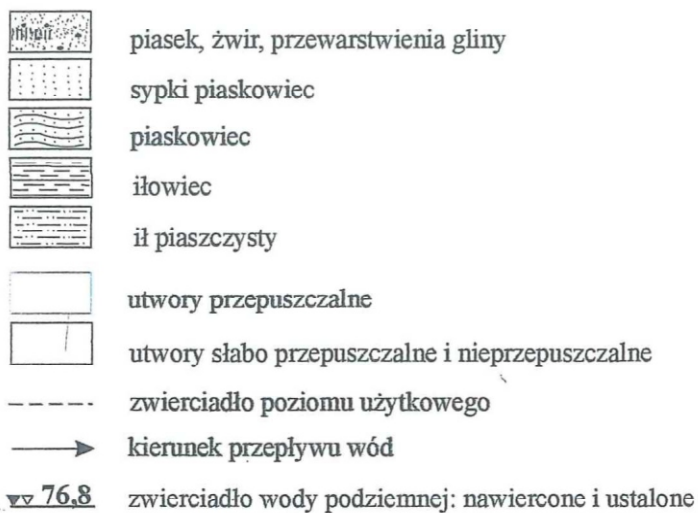 piasek, żwir, przewarstwienia gliny
sypki piaskowiec
piaskowiec
iłowiec
ił piaszczysty
utwory przepuszczalne
utwory słabo przepuszczalne i nieprzepuszczalne
zwierciadło poziomu użytkowego
kierunek przepływu wód
76,8 zwierciadło wody podziemnej: nawiercone i ustalone